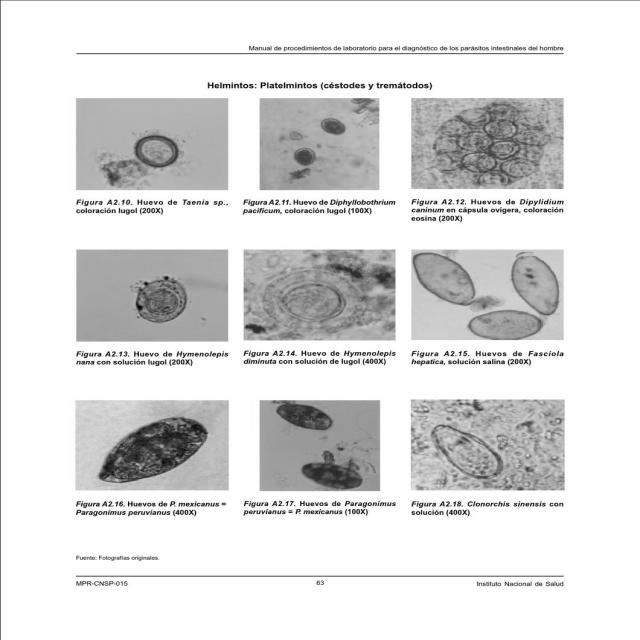 Manual de procedimientos de laboratorio para el diagnóstico de los parásitos intestinales del hombre
Helmintos: Platelmintos (céstodes y tremátodos)
Figura A2.10. Huevo de Taenia sp.,
coloración lugol (200X)
Figura A2.11. Huevo de Diphyllobothrium
pacificum, coloración lugol (100X)
Figura A2.12. Huevos de Dipylidium
caninum en cápsula ovígera, coloración
eosina (200X)
Figura A2.13. Huevo de Hymenolepis
nana con solución lugol (200X)
Figura A2.14. Huevo de Hymenolepis
diminuta con solución de lugol (400X)
Figura A2.15. Huevos de Fasciola
hepatica, solución salina (200X)
Figura A2.16. Huevos de P. mexicanus =
Paragonimus peruvianus (400X)
Figura A2.17. Huevos de Paragonimus
peruvianus = P. mexicanus (100X)
Figura A2.18. Clonorchis sinensis con
solución (400X)
Fuente: Fotografías originales.
MPR-CNSP-015
63
Instituto Nacional de Salud